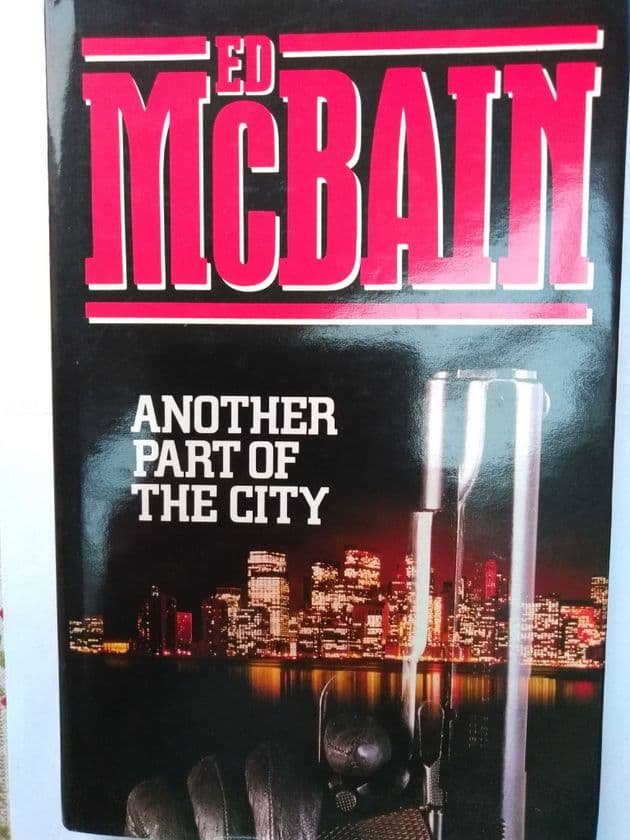 ED
McBAIN
ANOTHER
PART OF
THE CITY